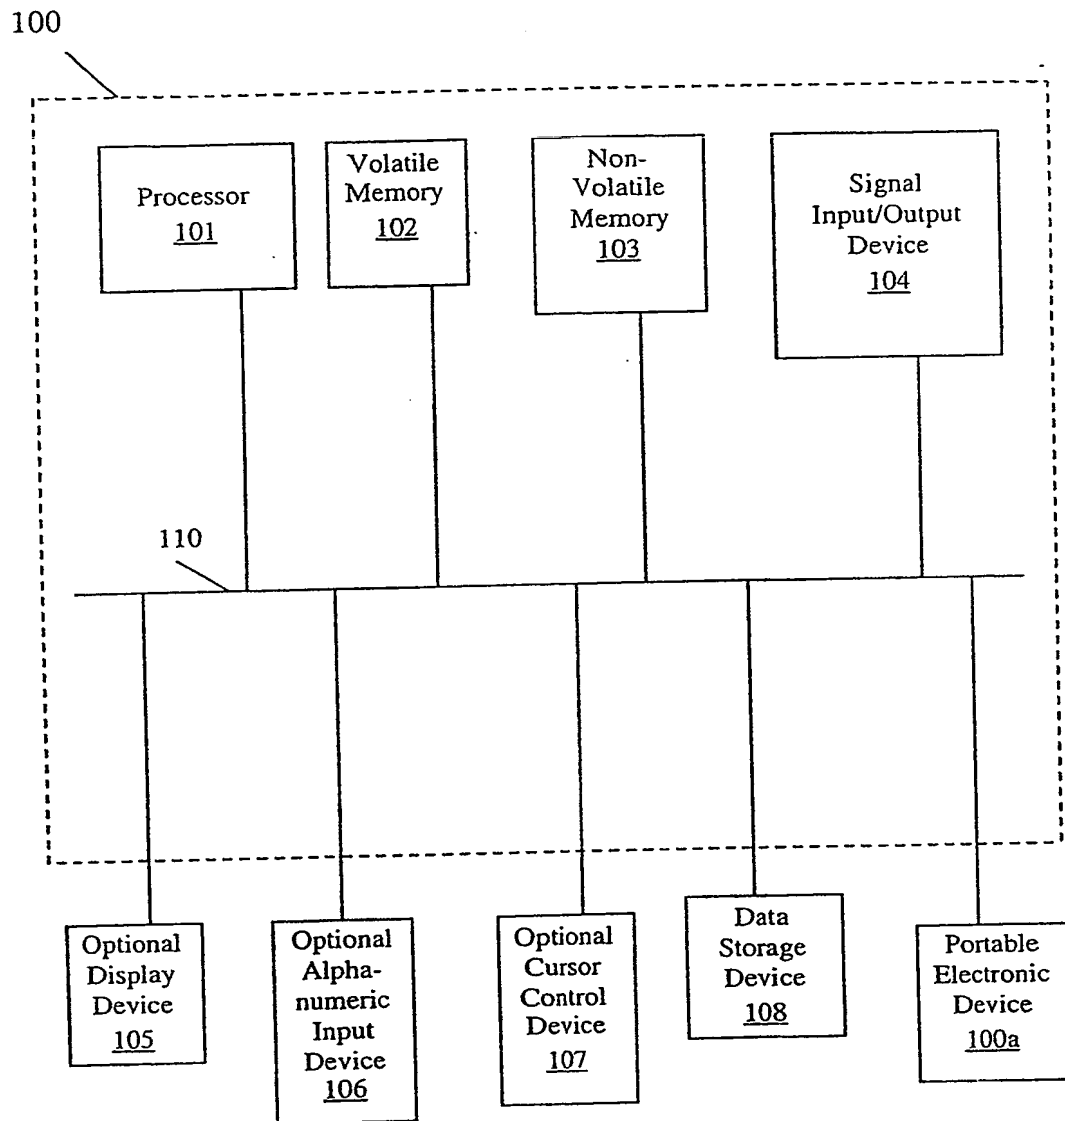 100
Processor
101
Volatile
Memory
102
Non-
Volatile
Memory
103
Signal
Input/Output
Device
104
110
Optional
Display
Device
105
Optional
Alpha-
numeric
Input
Device
106
Optional
Cursor
Control
Device
107
Data
Storage
Device
108
Portable
Electronic
Device
100a